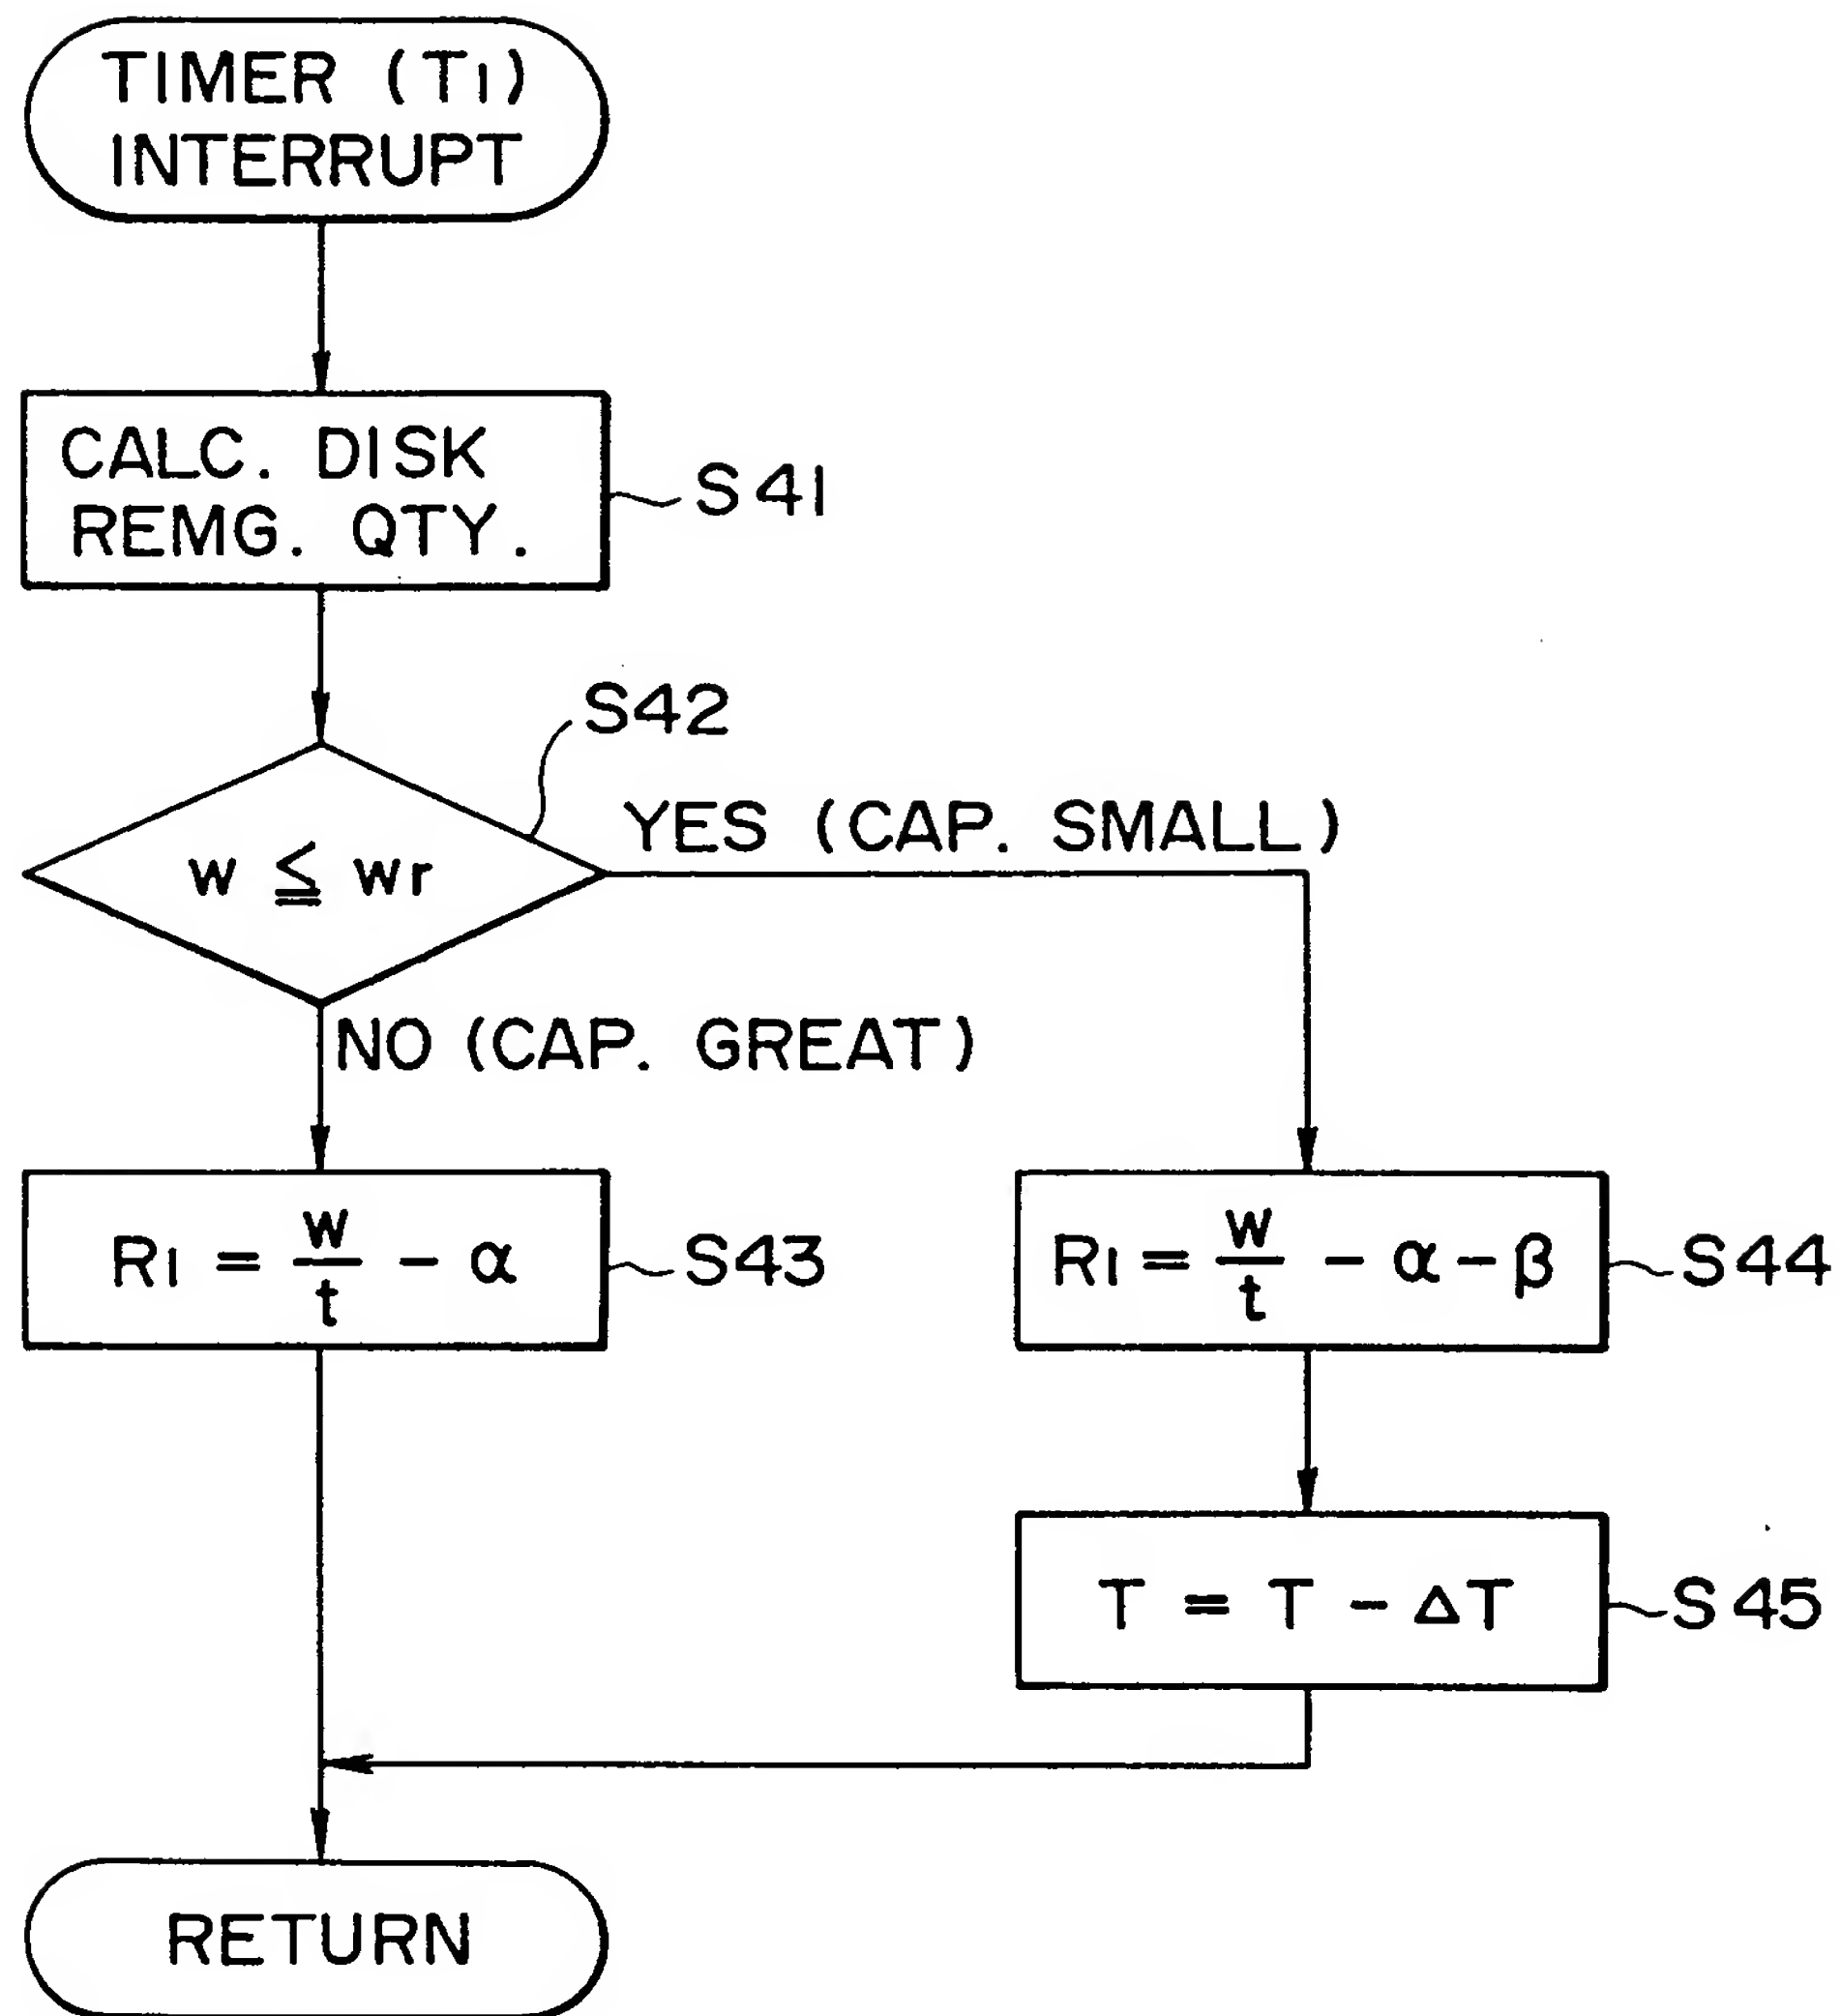 TIMER (T1)
INTERRUPT
CALC. DISK
REMG. QTY.
S41
S42
w ≦ wr
YES (CAP. SMALL)
NO (CAP. GREAT)
R1 = w/t - α
S43
R1 = w/t - α - β
S44
T = T - ΔT
S45
RETURN